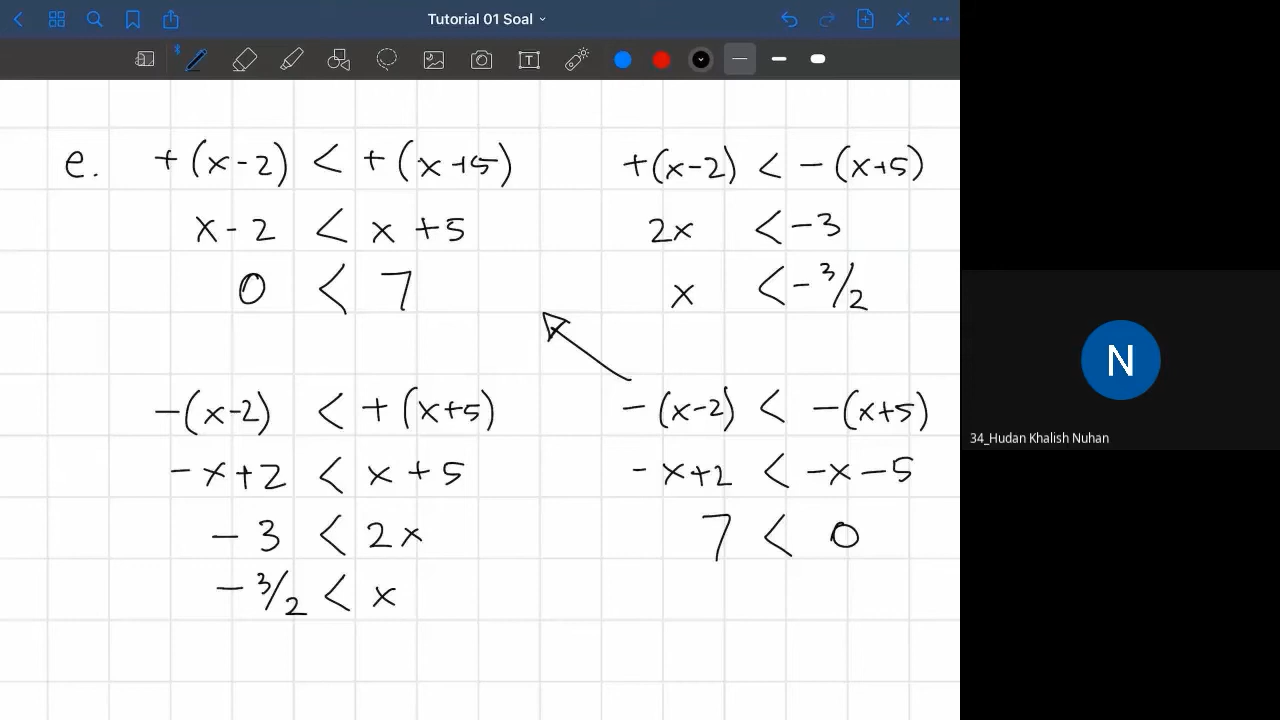 Tutorial 01 Soal
e. +(x-2) < +(x+5)
x-2 < x+5
0 < 7
+(x-2) < -(x+5)
2x < -3
x < -3/2
-(x-2) < +(x+5)
-x+2 < x+5
-3 < 2x
-3/2 < x
-(x-2) < -(x+5)
-x+2 < -x-5
7 < 0
N
34_Hudan Khalish Nuhan